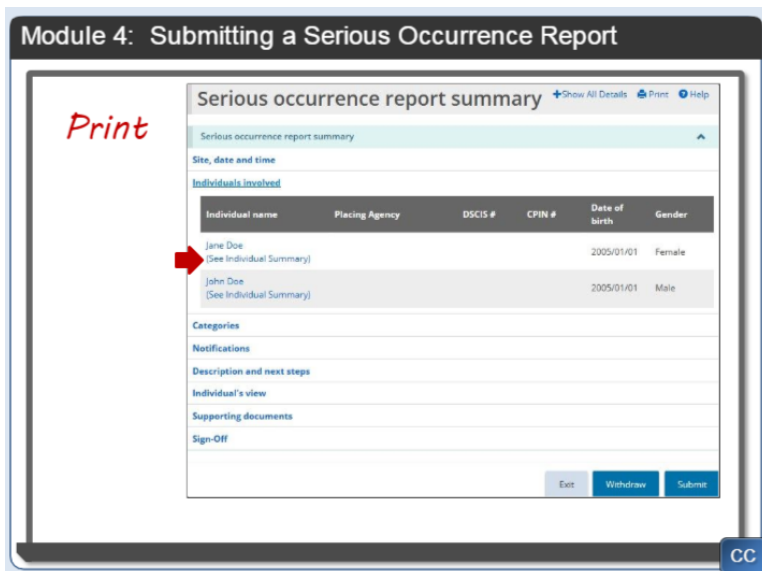 Module 4: Submitting a Serious Occurrence Report
Print
Serious occurrence report summary +Show All Details Print Help
Serious occurrence report summary
Site, date and time
Individuals involved
Individual name Placing Agency DSCIS # CPIN # Date of birth Gender
Jane Doe 2005/01/01 Female
(See Individual Summary)
John Doe 2005/01/01 Male
(See Individual Summary)
Categories
Notifications
Description and next steps
Individual's view
Supporting documents
Sign-Off
Exit Withdraw Submit
CC